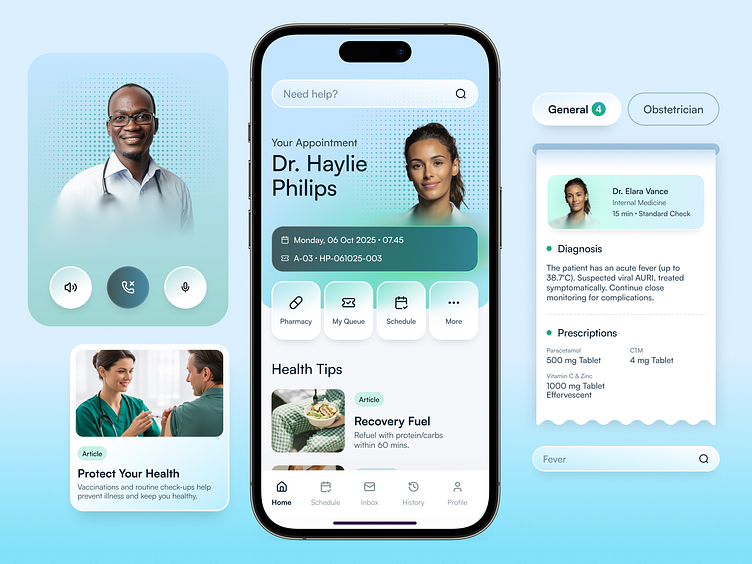 Need help?
Your Appointment
Dr. Haylie
Philips
Monday, 06 Oct 2025 • 07.45
A-03 • HP-061025-003
Pharmacy
My Queue
Schedule
More
Health Tips
Article
Recovery Fuel
Refuel with protein/carbs
within 60 mins.
Home
Schedule
Inbox
History
Profile
Article
Protect Your Health
Vaccinations and routine check-ups help
prevent illness and keep you healthy.
General 4
Obstetrician
Dr. Elara Vance
Internal Medicine
15 min • Standard Check
Diagnosis
The patient has an acute fever (up to
38.7°C). Suspected viral AURI, treated
symptomatically. Continue close
monitoring for complications.
Prescriptions
Paracetamol
500 mg Tablet
CTM
4 mg Tablet
Vitamin C & Zinc
1000 mg Tablet
Effervescent
Fever